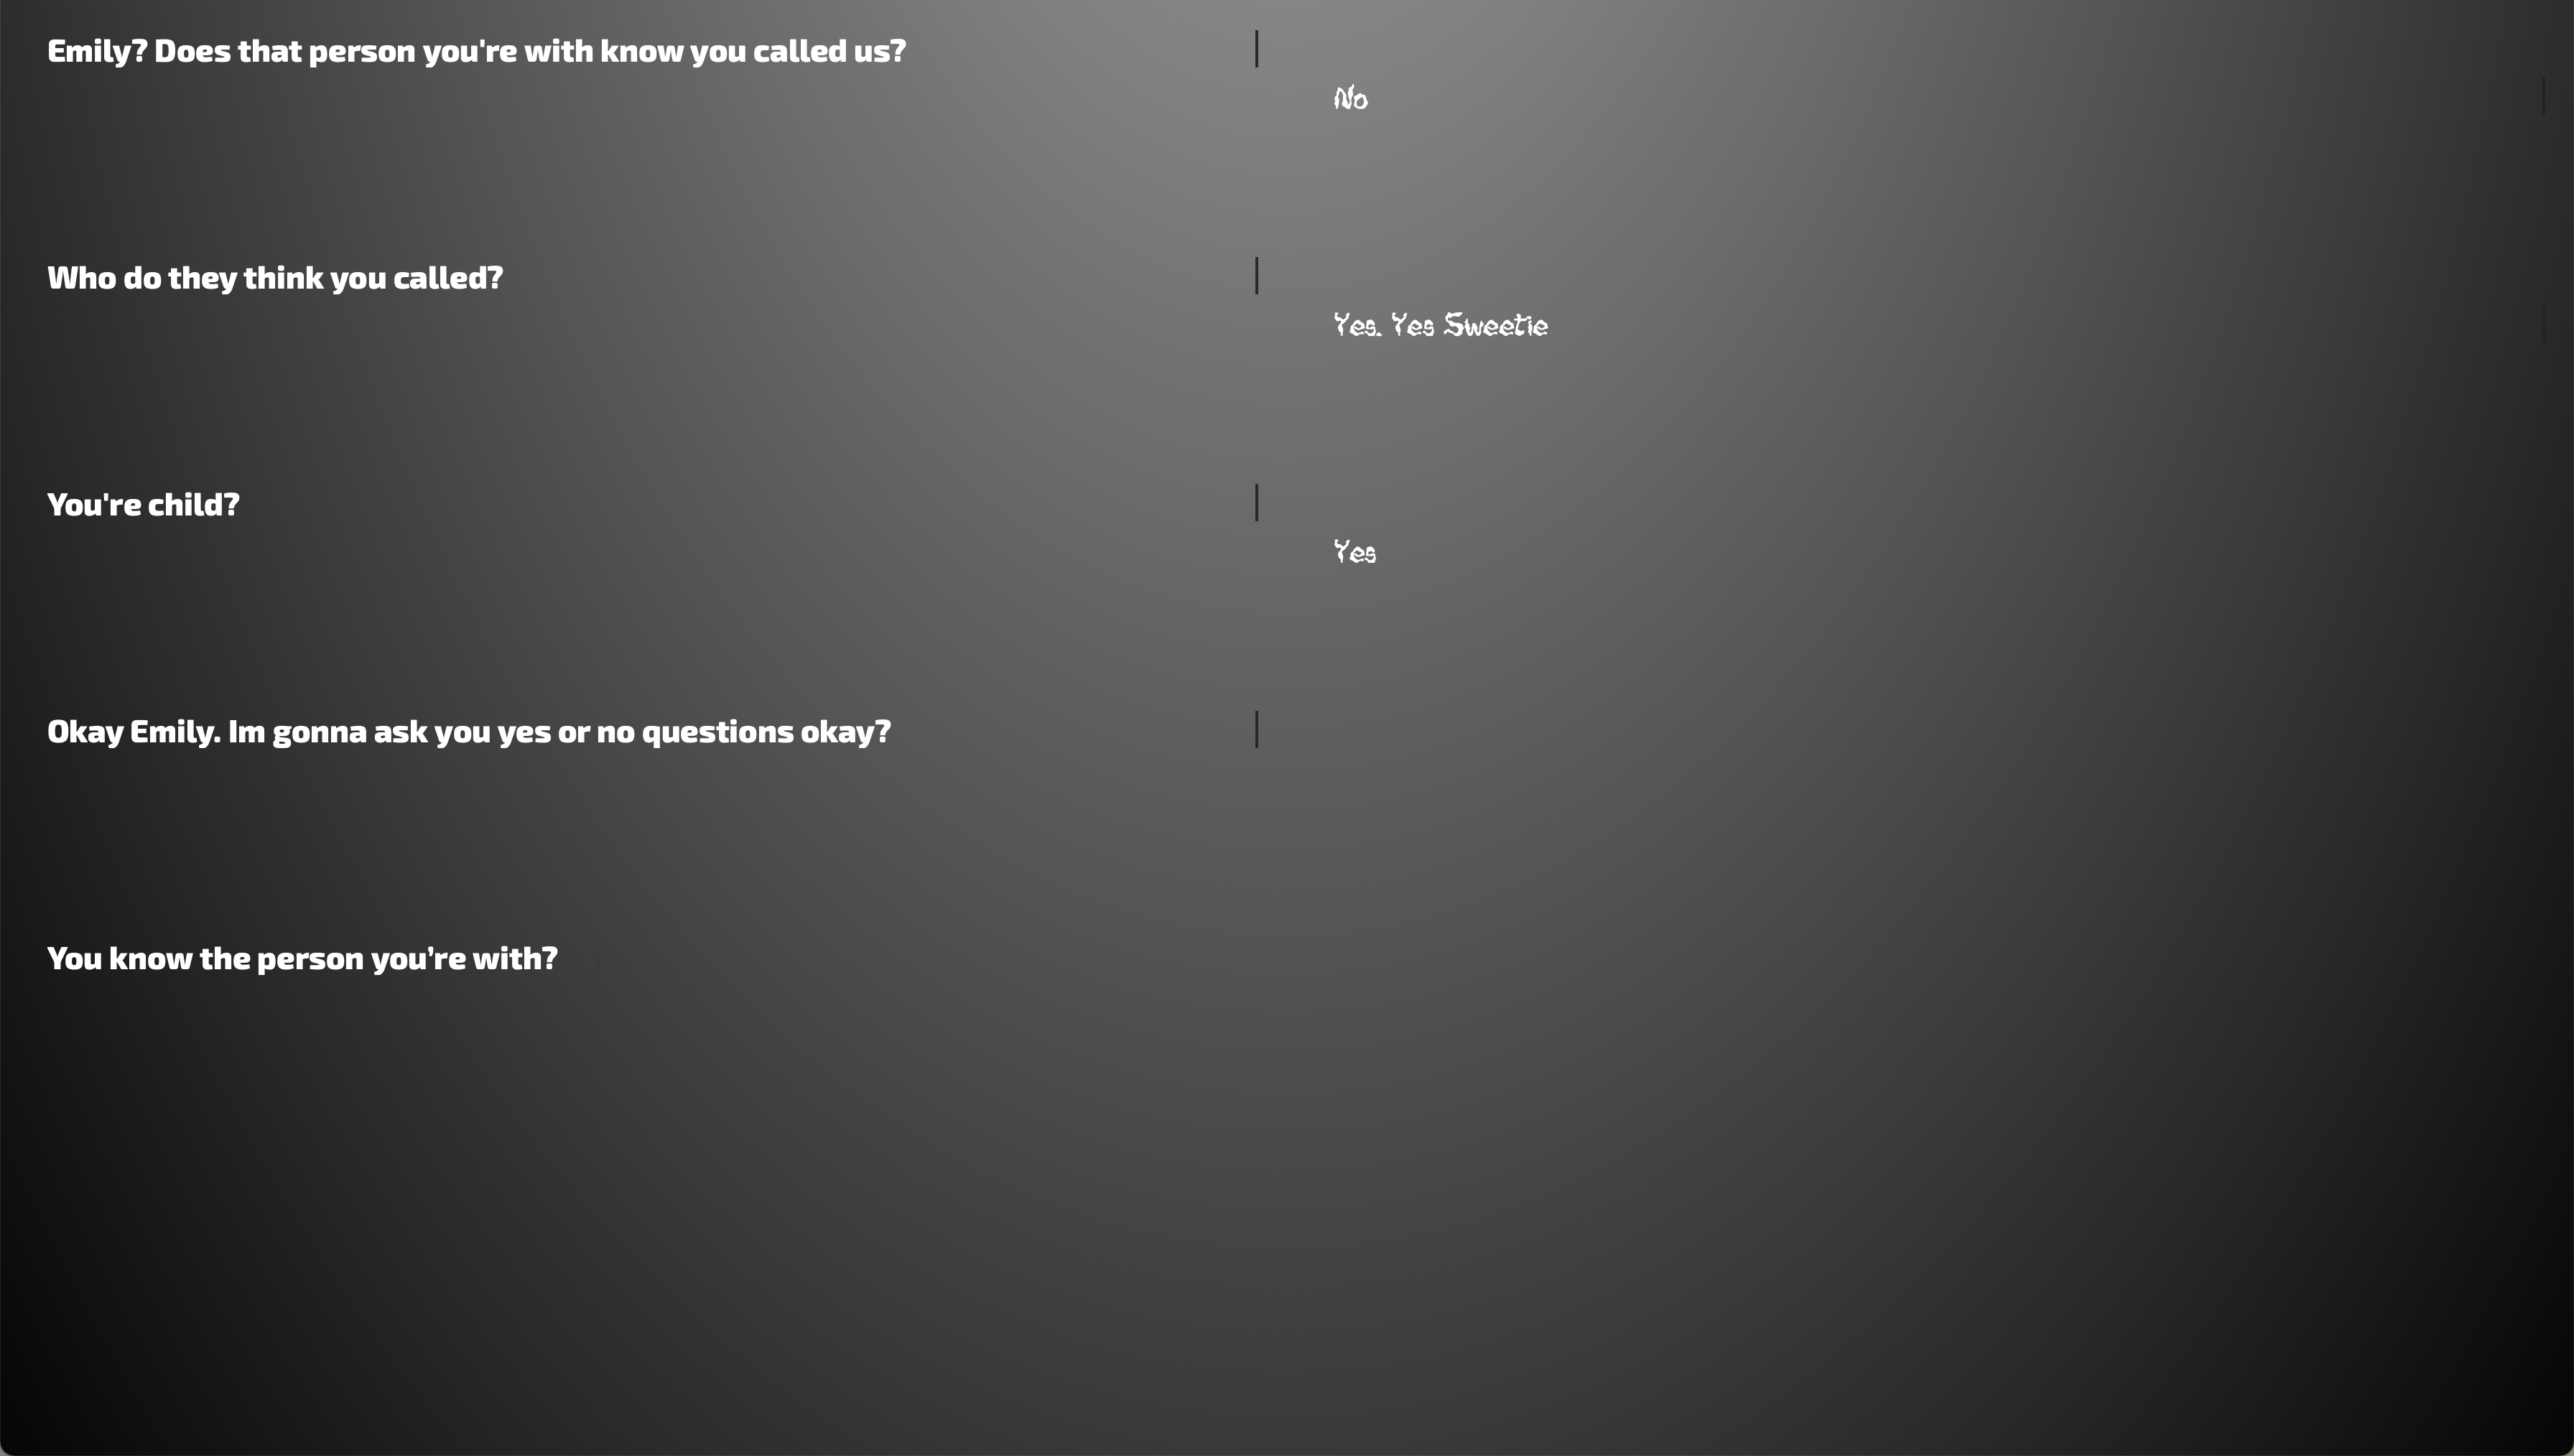 Emily? Does that person you're with know you called us?
No
Who do they think you called?
Yes. Yes Sweetie
You're child?
Yes
Okay Emily. Im gonna ask you yes or no questions okay?
You know the person you're with?